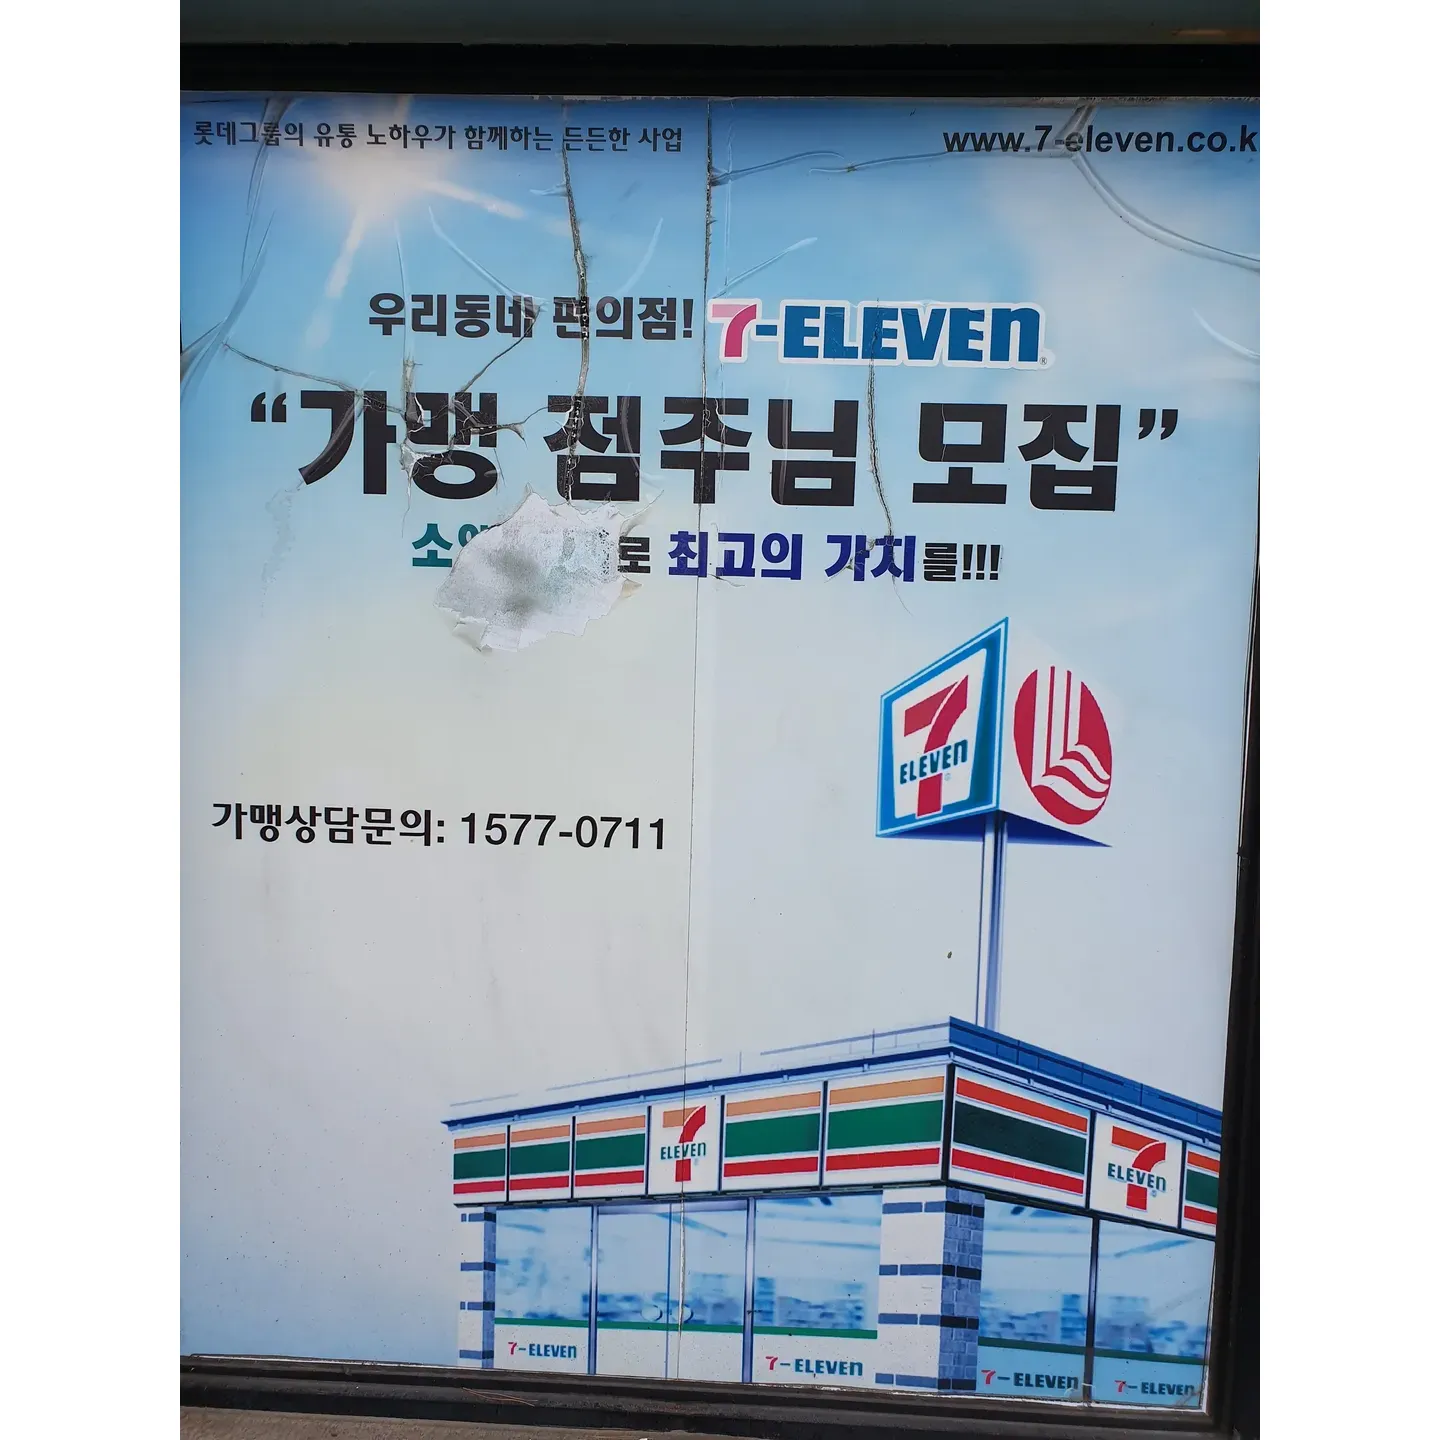 롯데그룹의 유통 노하우가 함께하는 든든한 사업
www.7-eleven.co.k
우리동네 편의점! 7-ELEVEn
“가맹 점주님 모집”
최고의 가치를!!!
7 ELEVEn
가맹상담문의: 1577-0711
7 ELEVEn
7 ELEVEn
7-ELEVEn
7-ELEVEn
7-ELEVEn
7-ELEVEn